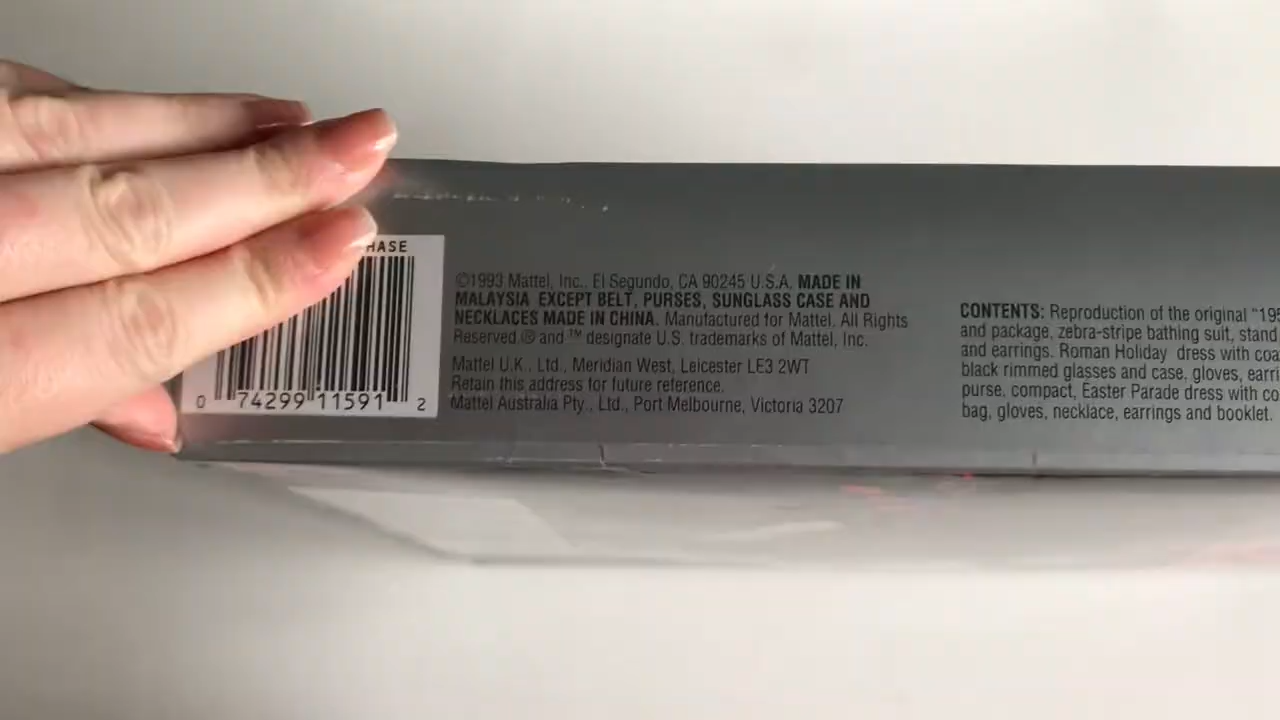 HASE
0 74299 11591 2
©1993 Mattel, Inc., El Segundo, CA 90245 U.S.A. MADE IN
MALAYSIA EXCEPT BELT, PURSES, SUNGLASS CASE AND
NECKLACES MADE IN CHINA. Manufactured for Mattel. All Rights
Reserved.® and ™ designate U.S. trademarks of Mattel, Inc.
Mattel U.K., Ltd., Meridian West, Leicester LE3 2WT
Retain this address for future reference.
Mattel Australia Pty., Ltd., Port Melbourne, Victoria 3207
CONTENTS: Reproduction of the original "195
and package, zebra-stripe bathing suit, stand
and earrings. Roman Holiday dress with coa
black rimmed glasses and case, gloves, earri
purse, compact, Easter Parade dress with co
bag, gloves, necklace, earrings and booklet.